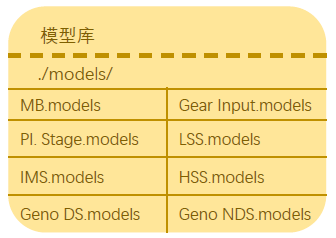 模型库
./models/
MB.models Gear Input.models
Pl. Stage.models LSS.models
IMS.models HSS.models
Geno DS.models Geno NDS.models